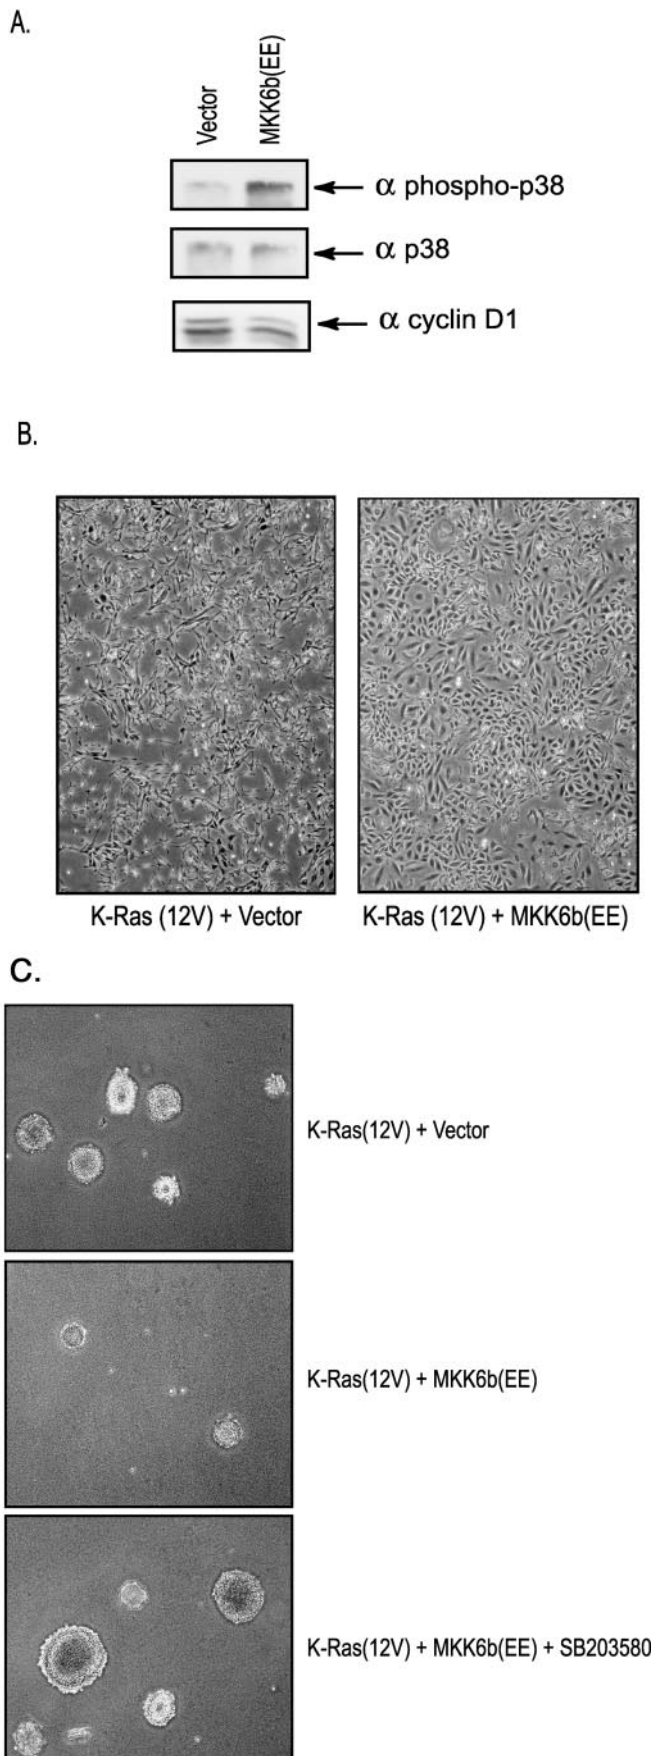 A.
Vector
MKK6b(EE)
α phospho-p38
α p38
α cyclin D1
B.
K-Ras (12V) + Vector
K-Ras (12V) + MKK6b(EE)
C.
K-Ras(12V) + Vector
K-Ras(12V) + MKK6b(EE)
K-Ras(12V) + MKK6b(EE) + SB203580